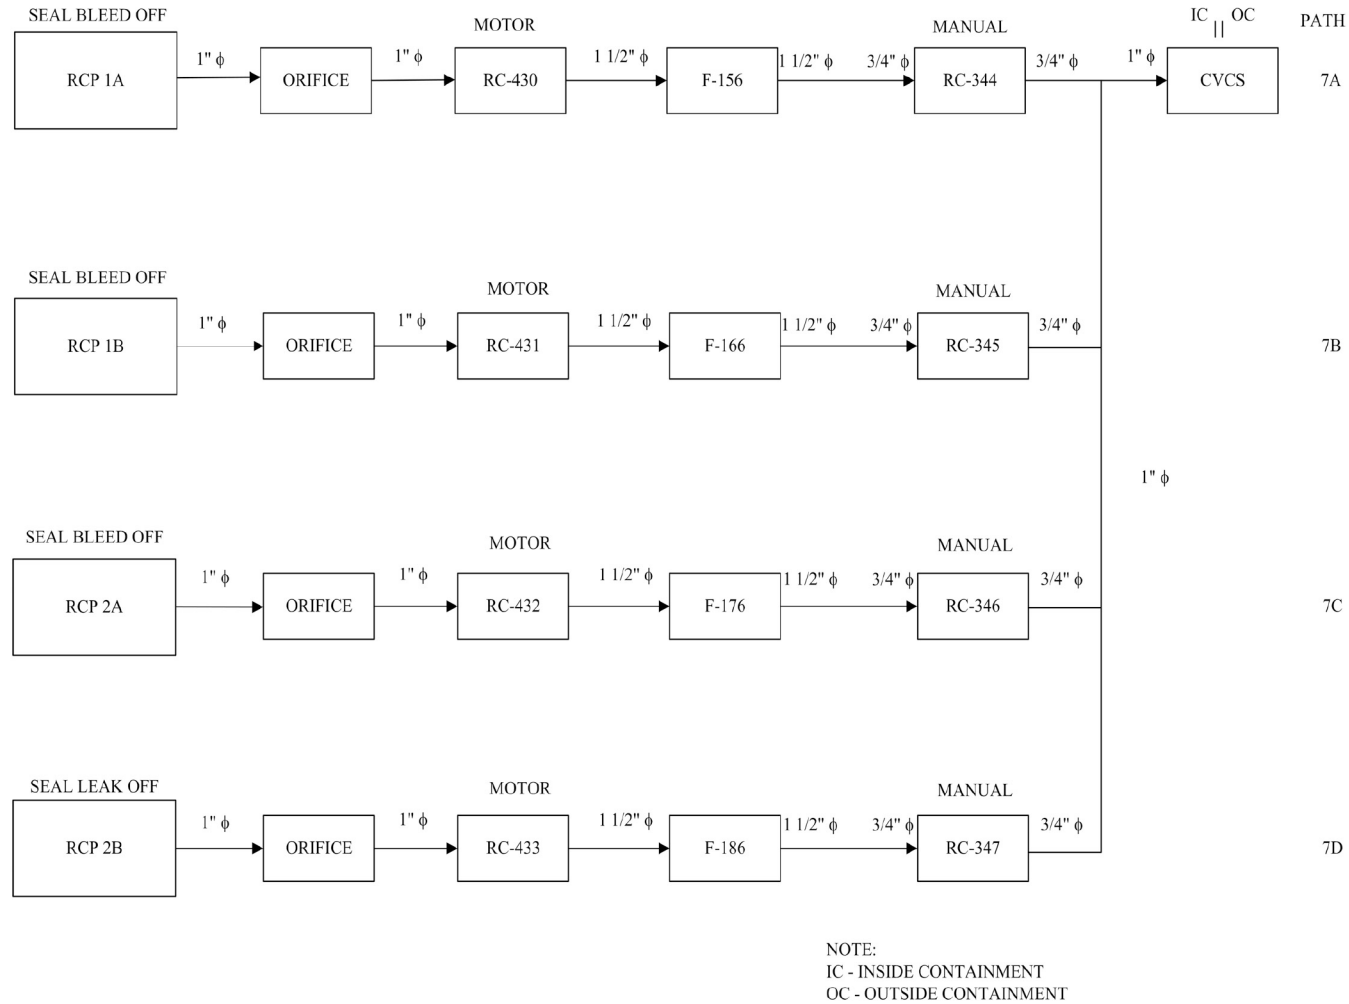 SEAL BLEED OFF MOTOR MANUAL IC || OC PATH
RCP 1A 1" ϕ ORIFICE 1" ϕ RC-430 1 1/2" ϕ F-156 1 1/2" ϕ 3/4" ϕ RC-344 3/4" ϕ 1" ϕ CVCS 7A
SEAL BLEED OFF MOTOR MANUAL
RCP 1B 1" ϕ ORIFICE 1" ϕ RC-431 1 1/2" ϕ F-166 1 1/2" ϕ 3/4" ϕ RC-345 3/4" ϕ 7B
1" ϕ
SEAL BLEED OFF MOTOR MANUAL
RCP 2A 1" ϕ ORIFICE 1" ϕ RC-432 1 1/2" ϕ F-176 1 1/2" ϕ 3/4" ϕ RC-346 3/4" ϕ 7C
SEAL LEAK OFF MOTOR MANUAL
RCP 2B 1" ϕ ORIFICE 1" ϕ RC-433 1 1/2" ϕ F-186 1 1/2" ϕ 3/4" ϕ RC-347 3/4" ϕ 7D
NOTE:
IC - INSIDE CONTAINMENT
OC - OUTSIDE CONTAINMENT